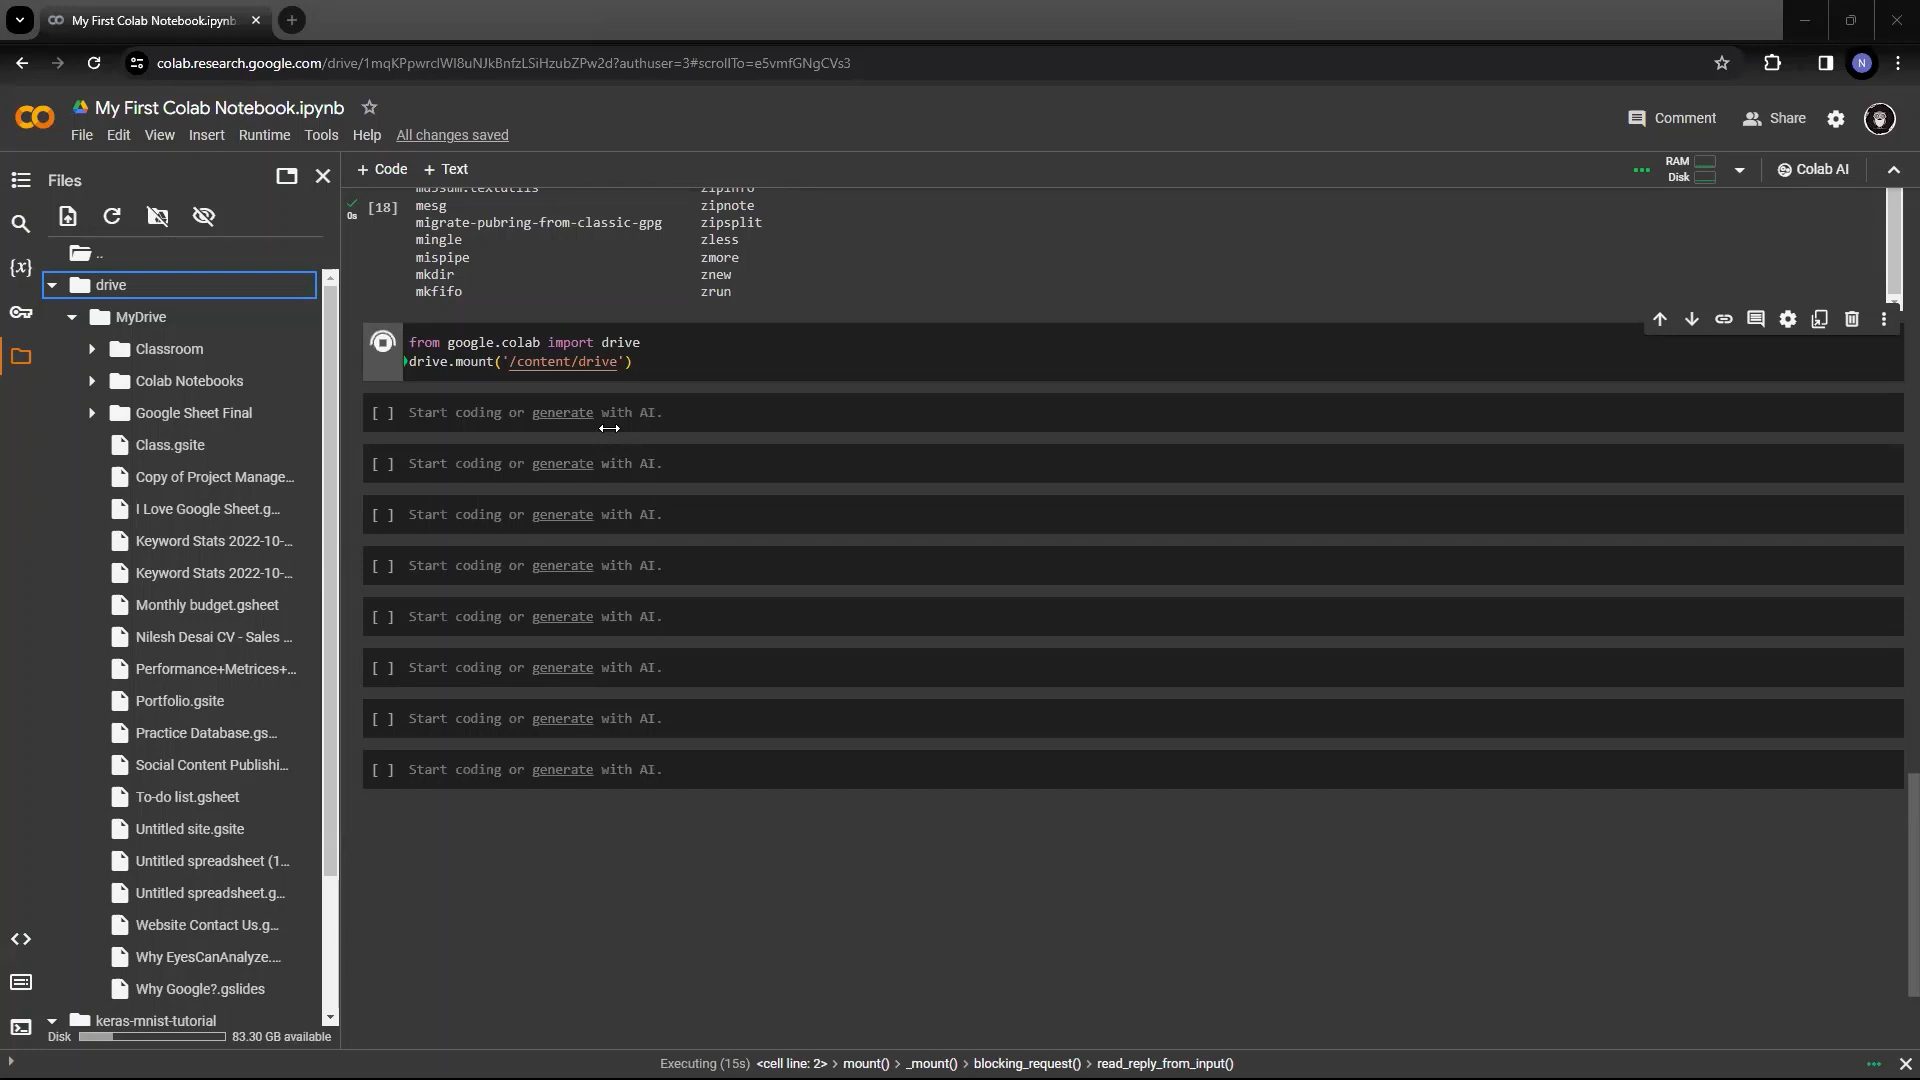 My First Colab Notebook.ipynb
colab.research.google.com/drive/1mqKPpwrclWI8uNJkBnfzLSiHzubZPw2d?authuser=3#scrollTo=e5vmfGNgCVs3
N
My First Colab Notebook.ipynb
File Edit View Insert Runtime Tools Help All changes saved
Comment Share
Files
+ Code + Text
RAM
Disk
Colab AI
{x}
..
drive
MyDrive
Classroom
Colab Notebooks
Google Sheet Final
Class.gsite
Copy of Project Manage...
I Love Google Sheet.g...
Keyword Stats 2022-10-...
Keyword Stats 2022-10-...
Monthly budget.gsheet
Nilesh Desai CV - Sales ...
Performance+Metrices+...
Portfolio.gsite
Practice Database.gs...
Social Content Publishi...
To-do list.gsheet
Untitled site.gsite
Untitled spreadsheet (1...
Untitled spreadsheet.g...
Website Contact Us.g...
Why EyesCanAnalyze....
Why Google?.gslides
keras-mnist-tutorial
Disk 83.30 GB available
md5sum.textutils zipinfo
0s [18] mesg zipnote
migrate-pubring-from-classic-gpg zipsplit
mingle zless
mispipe zmore
mkdir znew
mkfifo zrun
from google.colab import drive
drive.mount('/content/drive')
[ ] Start coding or generate with AI.
[ ] Start coding or generate with AI.
[ ] Start coding or generate with AI.
[ ] Start coding or generate with AI.
[ ] Start coding or generate with AI.
[ ] Start coding or generate with AI.
[ ] Start coding or generate with AI.
[ ] Start coding or generate with AI.
Executing (15s) <cell line: 2> > mount() > _mount() > blocking_request() > read_reply_from_input()